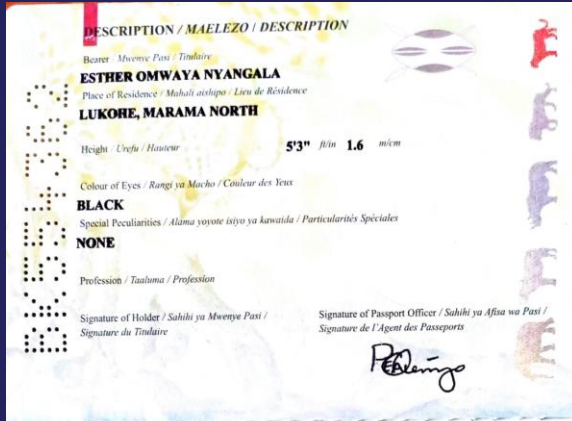 DESCRIPTION / MAELEZO / DESCRIPTION
Bearer / Mwenye Pasi / Titulaire
ESTHER OMWAYA NYANGALA
Place of Residence / Mahali aishipo / Lieu de Résidence
LUKOHE, MARAMA NORTH
Height / Urefu / Hauteur 5'3" ft/in 1.6 m/cm
Colour of Eyes / Rangi ya Macho / Couleur des Yeux
BLACK
Special Peculiarities / Alama yoyote isiyo ya kawaida / Particularités Spéciales
NONE
Profession / Taaluma / Profession
Signature of Holder / Sahihi ya Mwenye Pasi /
Signature du Titulaire
Signature of Passport Officer / Sahihi ya Afisa wa Pasi /
Signature de l'Agent des Passeports
BK554362